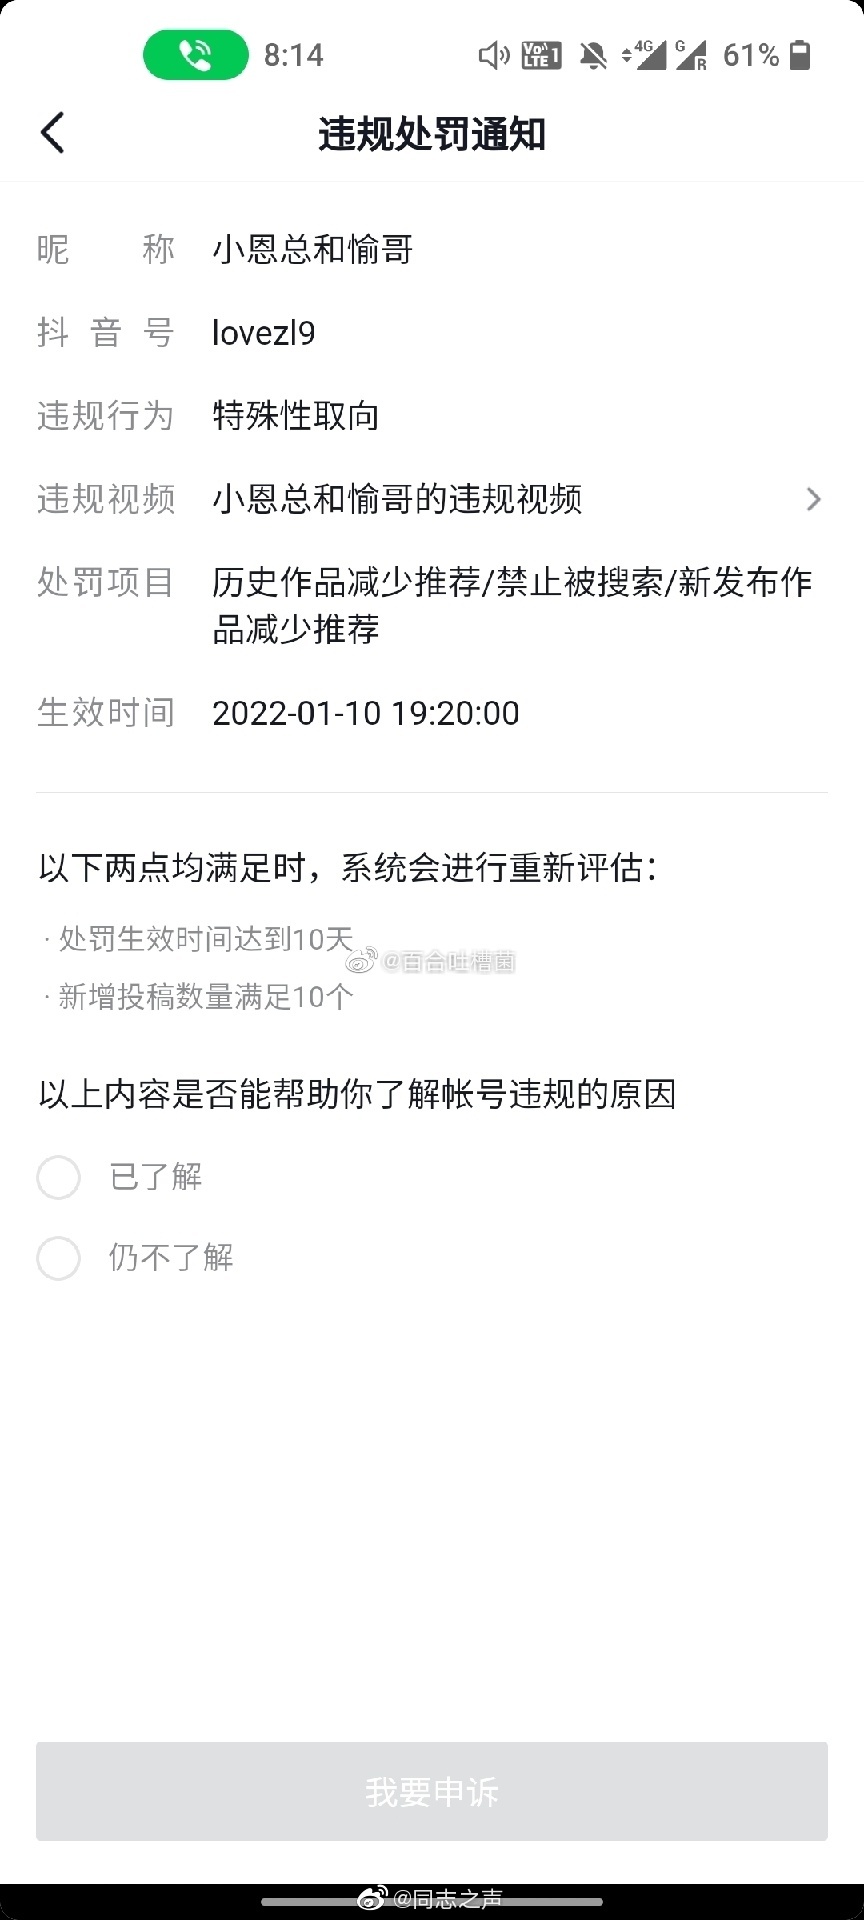 8:14
VoLTE 1 4G G R 61%
违规处罚通知
昵称 小恩总和愉哥
抖音号 lovezl9
违规行为 特殊性取向
违规视频 小恩总和愉哥的违规视频
处罚项目 历史作品减少推荐/禁止被搜索/新发布作
品减少推荐
生效时间 2022-01-10 19:20:00
以下两点均满足时，系统会进行重新评估：
· 处罚生效时间达到10天
@百合吐槽菌
· 新增投稿数量满足10个
以上内容是否能帮助你了解帐号违规的原因
已了解
仍不了解
我要申诉
@同志之声